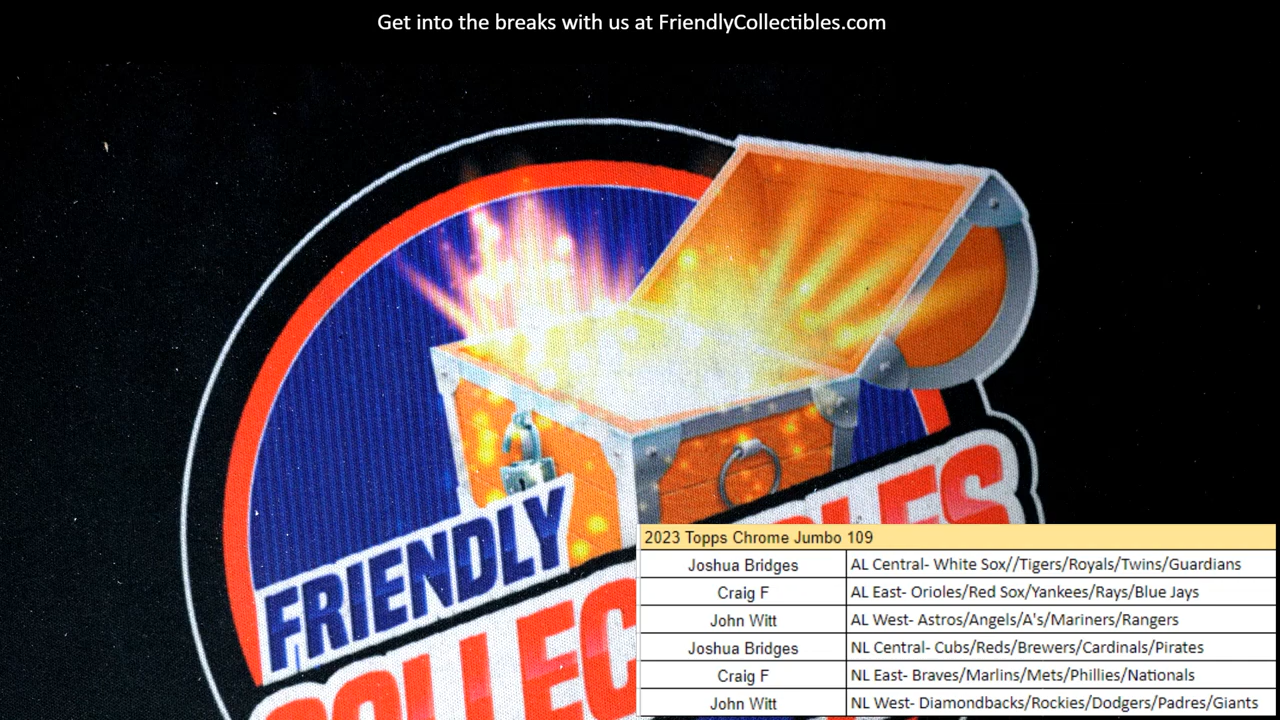 Get into the breaks with us at FriendlyCollectibles.com
FRIENDLY
COLLEC
LES
2023 Topps Chrome Jumbo 109
Joshua Bridges AL Central- White Sox//Tigers/Royals/Twins/Guardians
Craig F AL East- Orioles/Red Sox/Yankees/Rays/Blue Jays
John Witt AL West- Astros/Angels/A's/Mariners/Rangers
Joshua Bridges NL Central- Cubs/Reds/Brewers/Cardinals/Pirates
Craig F NL East- Braves/Marlins/Mets/Phillies/Nationals
John Witt NL West- Diamondbacks/Rockies/Dodgers/Padres/Giants